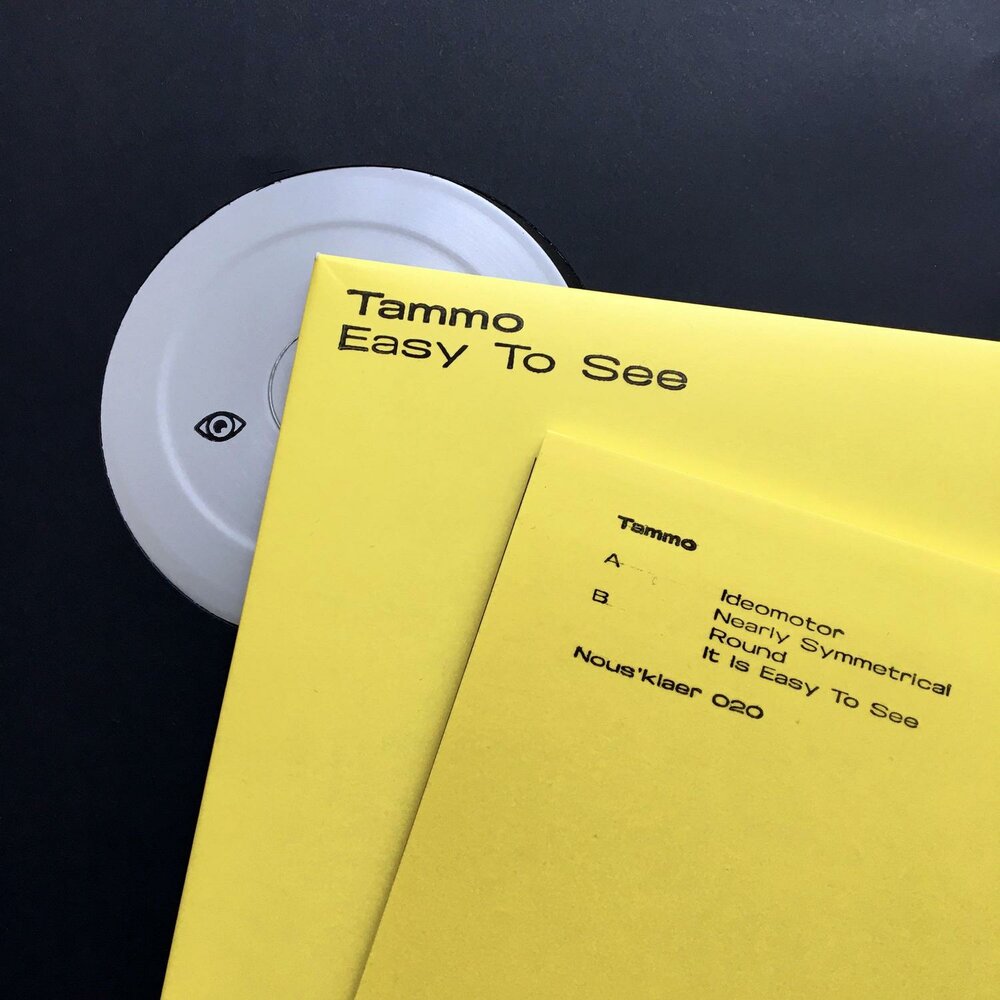 Tammo
Easy To See
Tammo
A Ideomotor
Nearly Symmetrical
B Round
It Is Easy To See
Nous'klaer 020